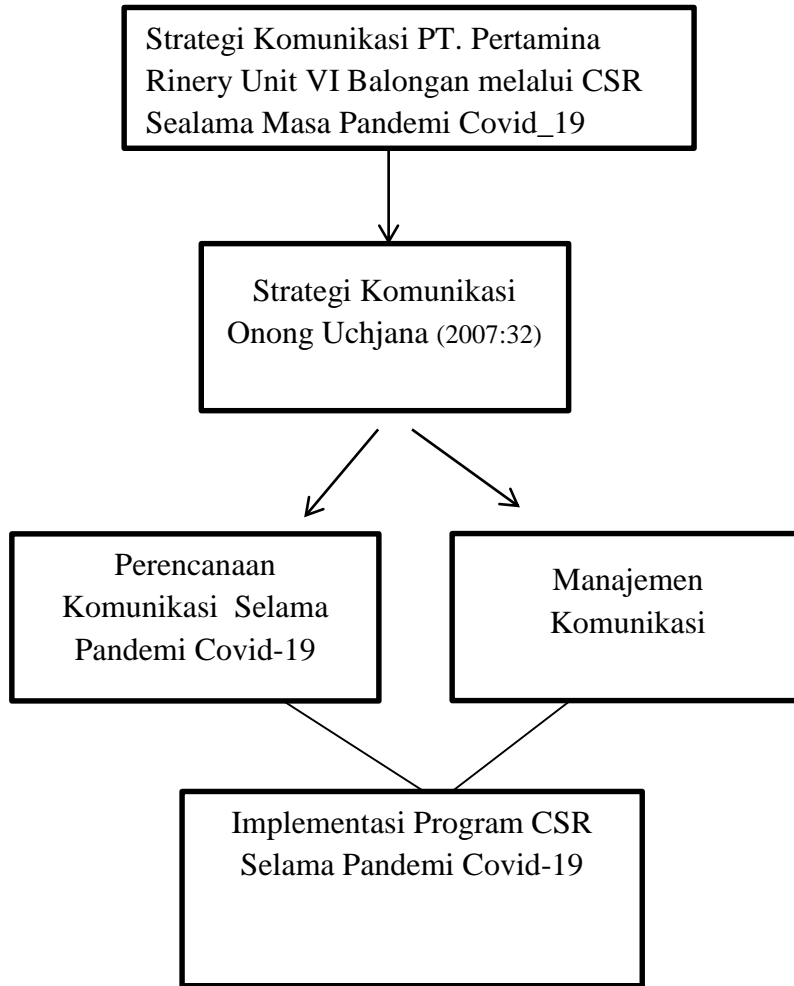 Strategi Komunikasi PT. Pertamina
Rinery Unit VI Balongan melalui CSR
Sealama Masa Pandemi Covid_19
Strategi Komunikasi
Onong Uchjana (2007:32)
Perencanaan
Komunikasi Selama
Pandemi Covid-19
Manajemen
Komunikasi
Implementasi Program CSR
Selama Pandemi Covid-19